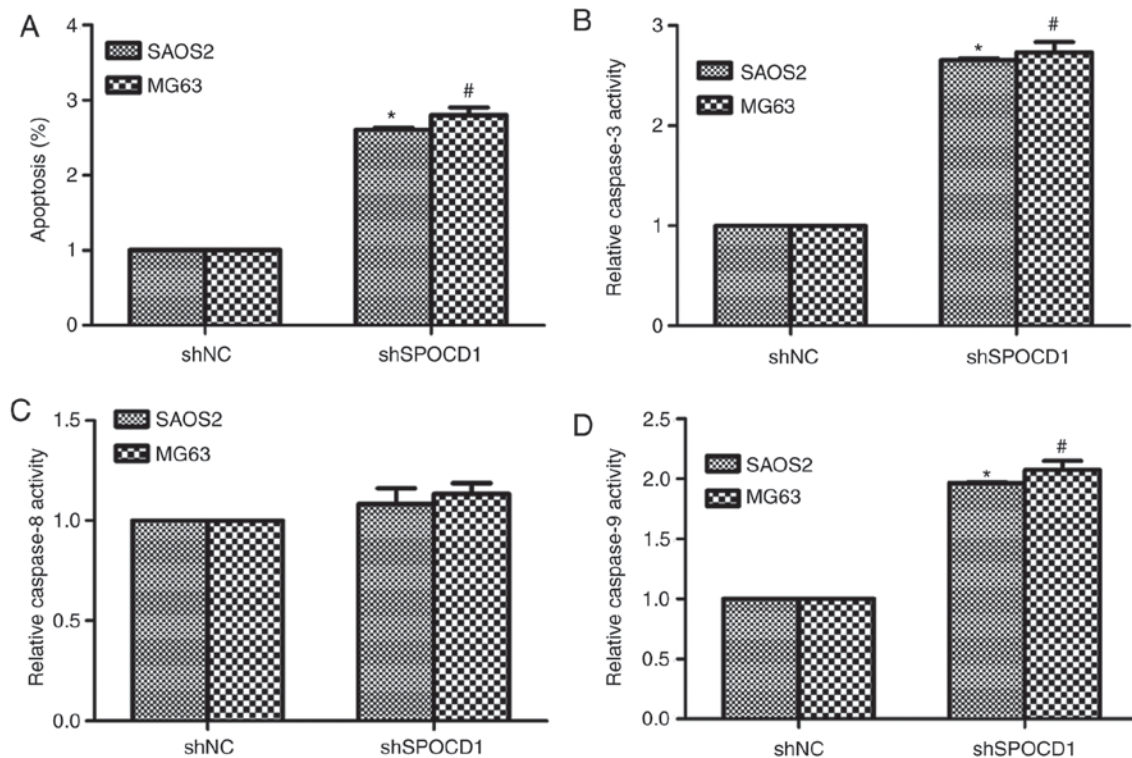 A
Apoptosis (%)
4
3
2
1
0
SAOS2
MG63
*
#
shNC
shSPOCD1
B
Relative caspase-3 activity
3
2
1
0
SAOS2
MG63
*
#
shNC
shSPOCD1
C
Relative caspase-8 activity
1.5
1.0
0.5
0.0
SAOS2
MG63
shNC
shSPOCD1
D
Relative caspase-9 activity
2.5
2.0
1.5
1.0
0.5
0.0
SAOS2
MG63
*
#
shNC
shSPOCD1